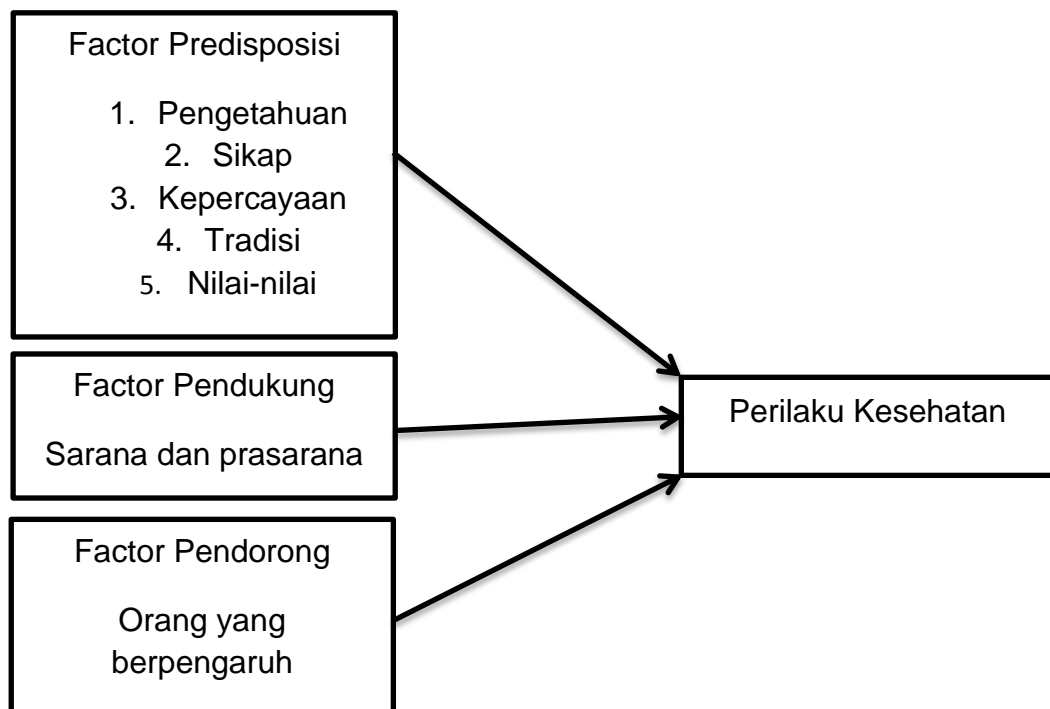 Factor Predisposisi
1. Pengetahuan
2. Sikap
3. Kepercayaan
4. Tradisi
5. Nilai-nilai
Factor Pendukung
Sarana dan prasarana
Factor Pendorong
Orang yang
berpengaruh
Perilaku Kesehatan